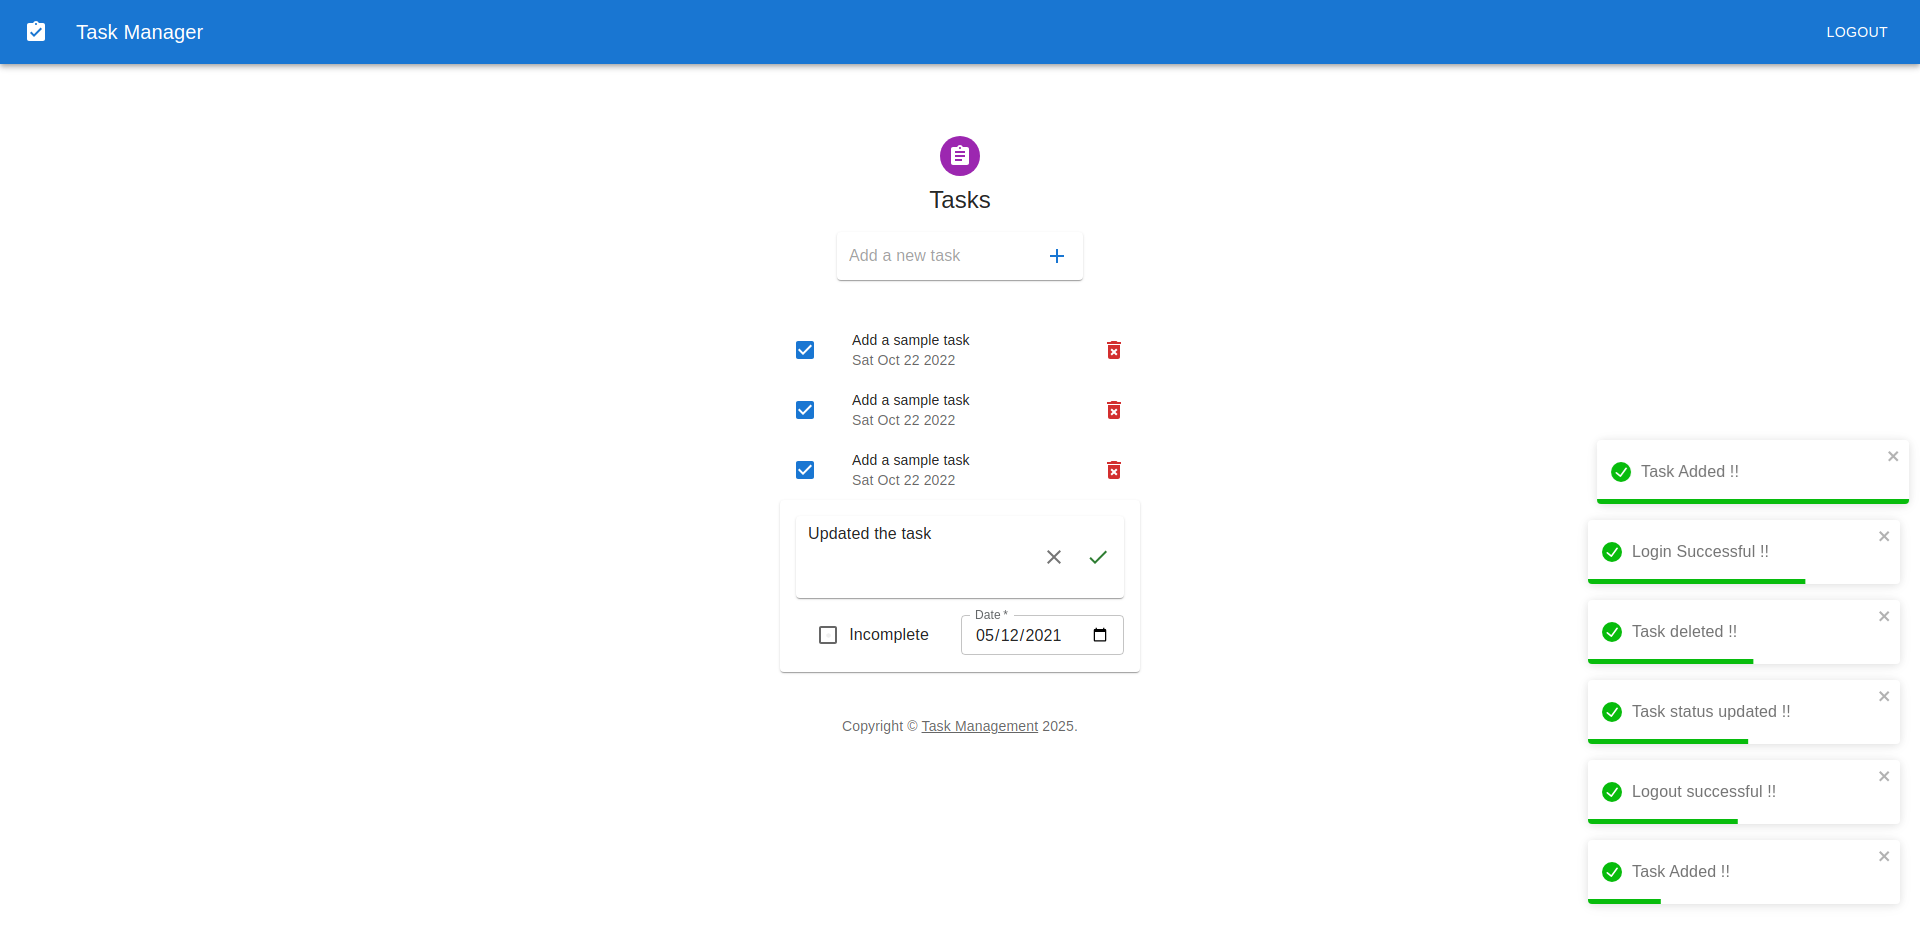 Task Manager
LOGOUT
Tasks
Add a new task
Add a sample task
Sat Oct 22 2022
Add a sample task
Sat Oct 22 2022
Add a sample task
Sat Oct 22 2022
Updated the task
Incomplete
Date *
05/12/2021
Copyright © Task Management 2025.
Task Added !!
Login Successful !!
Task deleted !!
Task status updated !!
Logout successful !!
Task Added !!